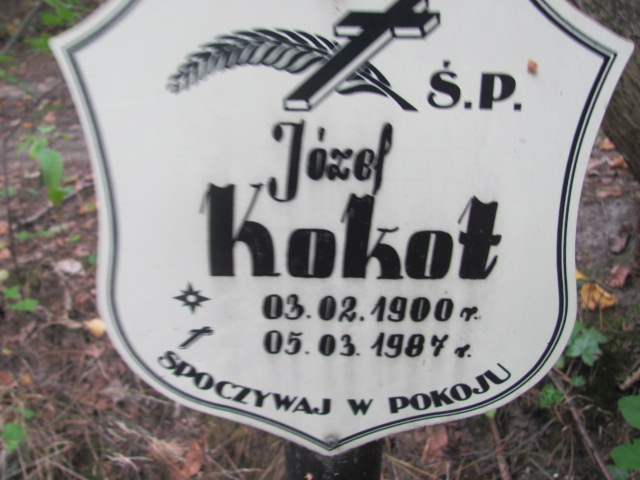 Ś.P.
Józef
Kokot
03.02.1900 r.
05.03.1987 r.
SPOCZYWAJ W POKOJU